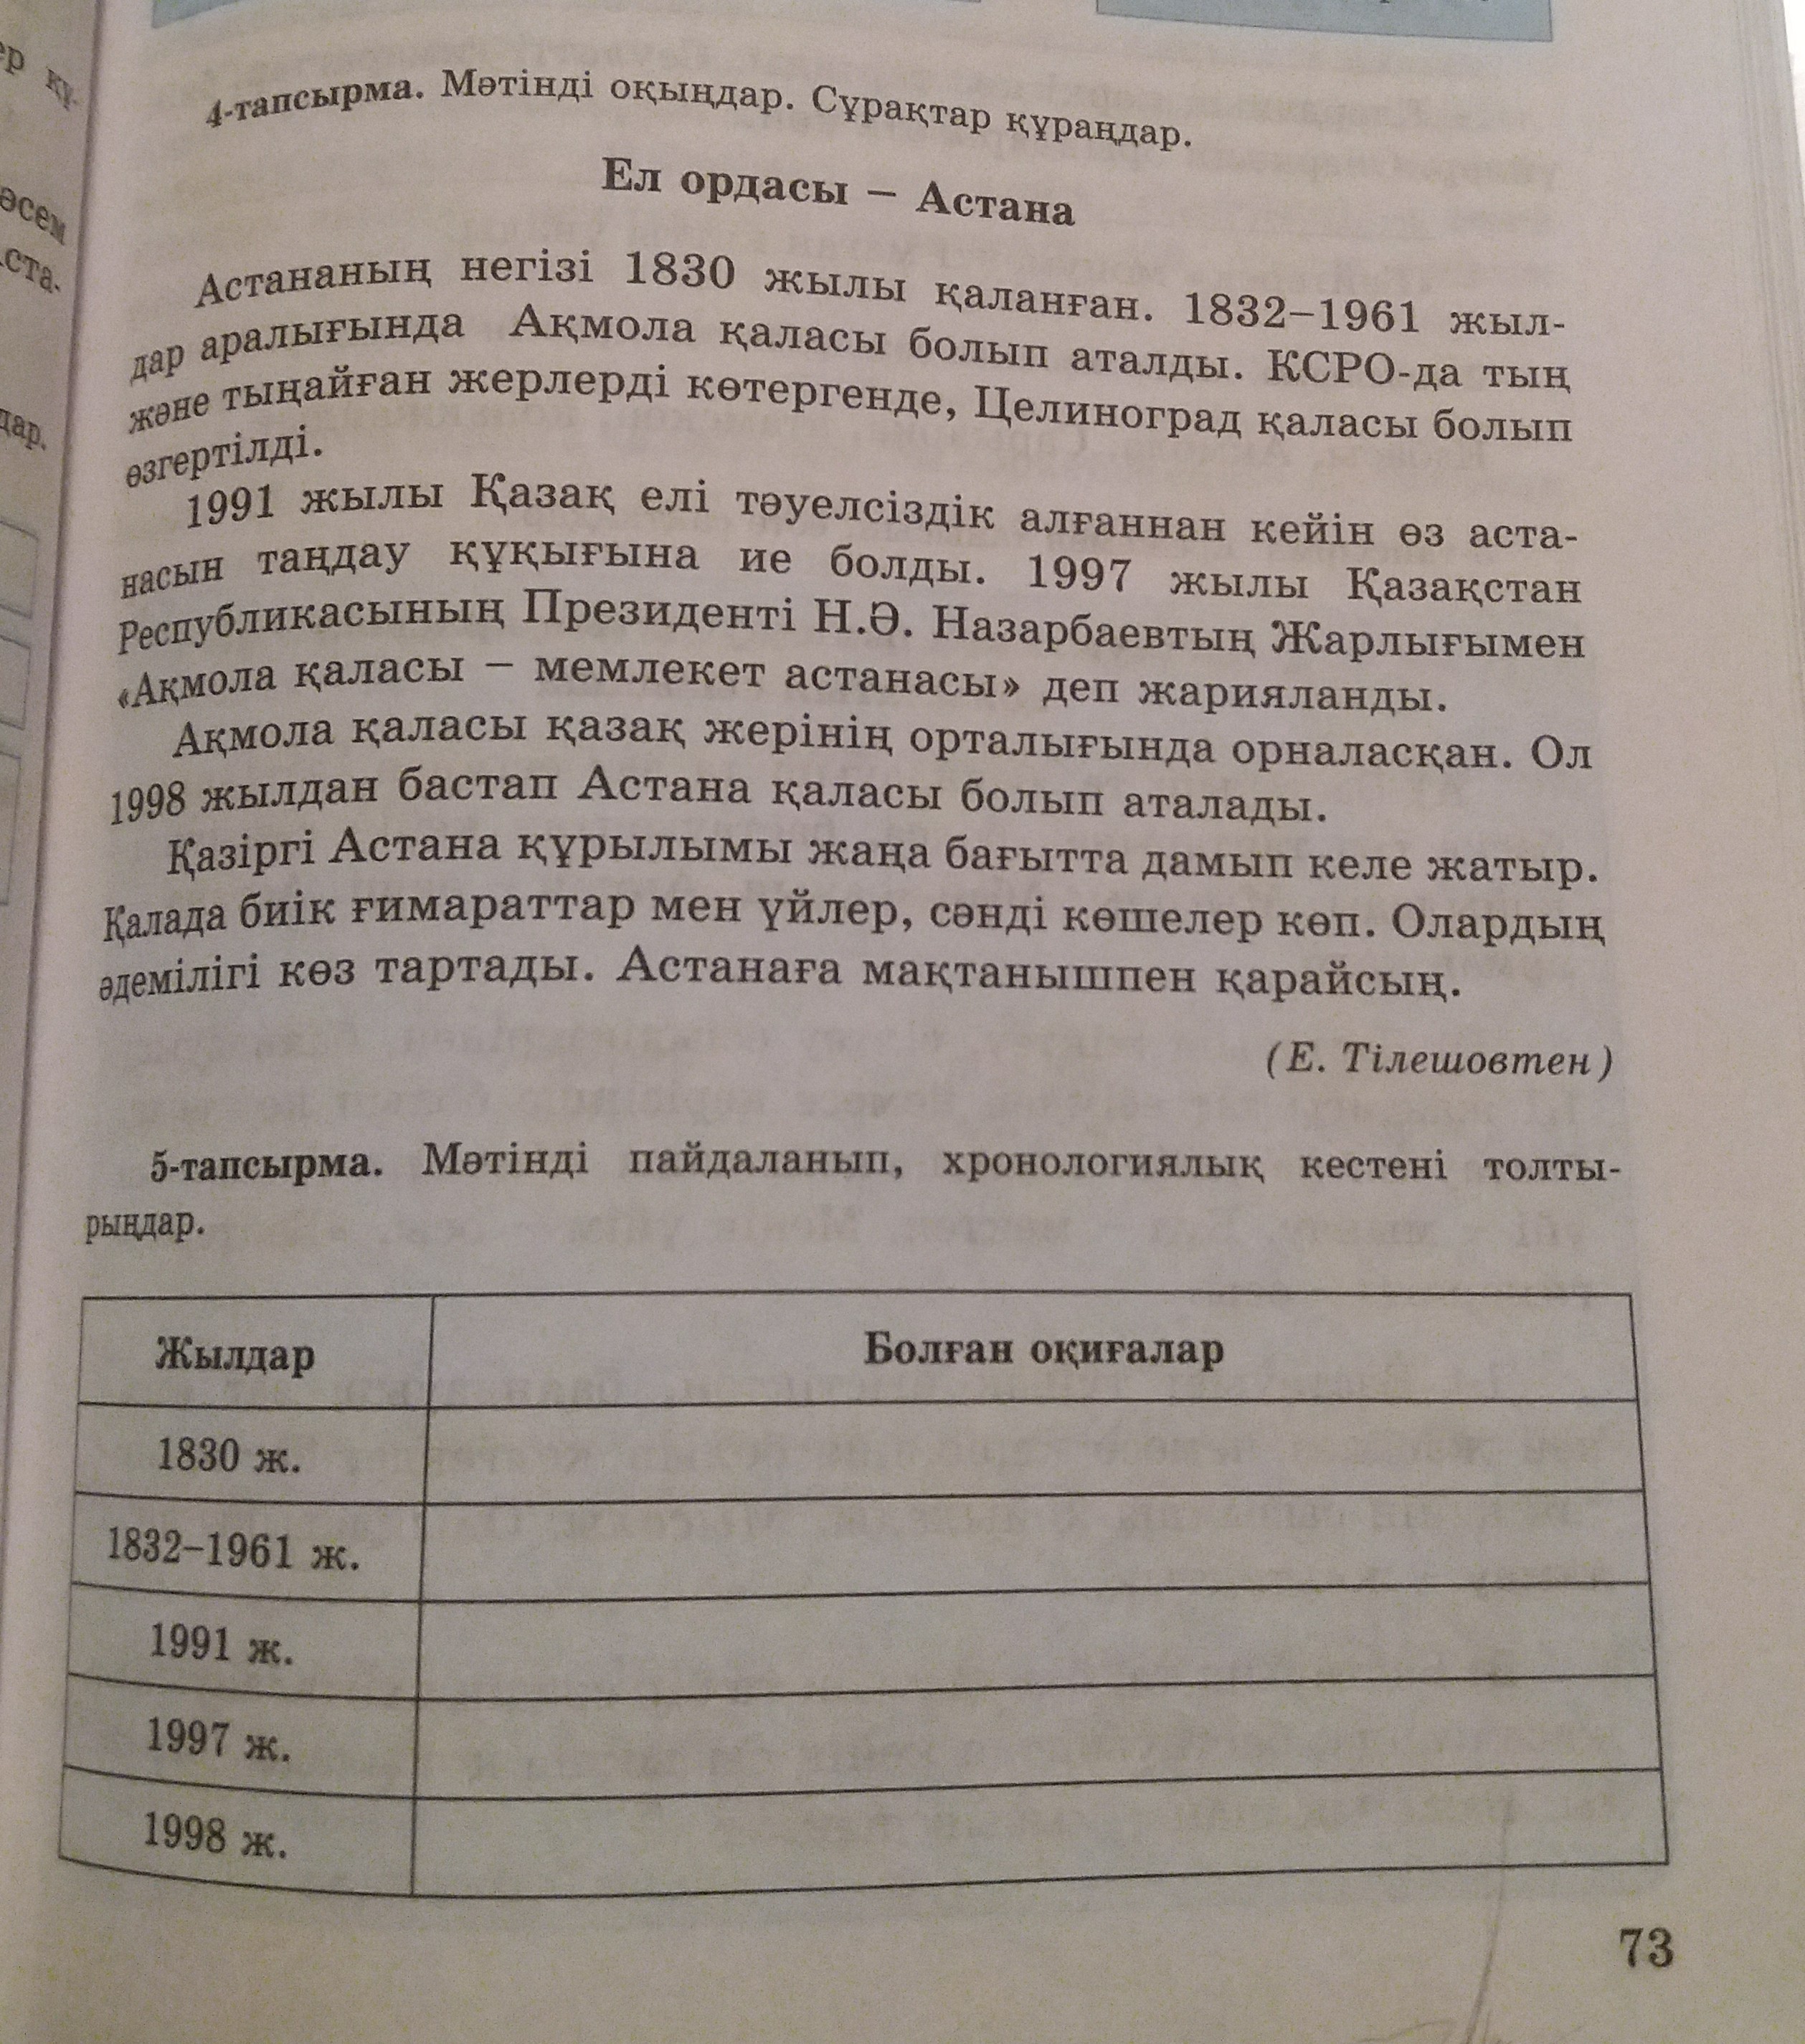 4-тапсырма. Мәтінді оқыңдар. Сұрақтар құраңдар.
Ел ордасы – Астана
Астананың негізі 1830 жылы қаланған. 1832–1961 жыл-
дар аралығында Ақмола қаласы болып аталды. КСРО-да тың
және тыңайған жерлерді көтергенде, Целиноград қаласы болып
өзгертілді.
1991 жылы Қазақ елі тәуелсіздік алғаннан кейін өз аста-
насын таңдау құқығына ие болды. 1997 жылы Қазақстан
Республикасының Президенті Н.Ә. Назарбаевтың Жарлығымен
«Ақмола қаласы – мемлекет астанасы» деп жарияланды.
Ақмола қаласы қазақ жерінің орталығында орналасқан. Ол
1998 жылдан бастап Астана қаласы болып аталады.
Қазіргі Астана құрылымы жаңа бағытта дамып келе жатыр.
Қалада биік ғимараттар мен үйлер, сәнді көшелер көп. Олардың
әдемілігі көз тартады. Астанаға мақтанышпен қарайсың.
(Е. Тілешовтен)
5-тапсырма. Мәтінді пайдаланып, хронологиялық кестені толты-
рыңдар.
Жылдар Болған оқиғалар
1830 ж.
1832–1961 ж.
1991 ж.
1997 ж.
1998 ж.
73